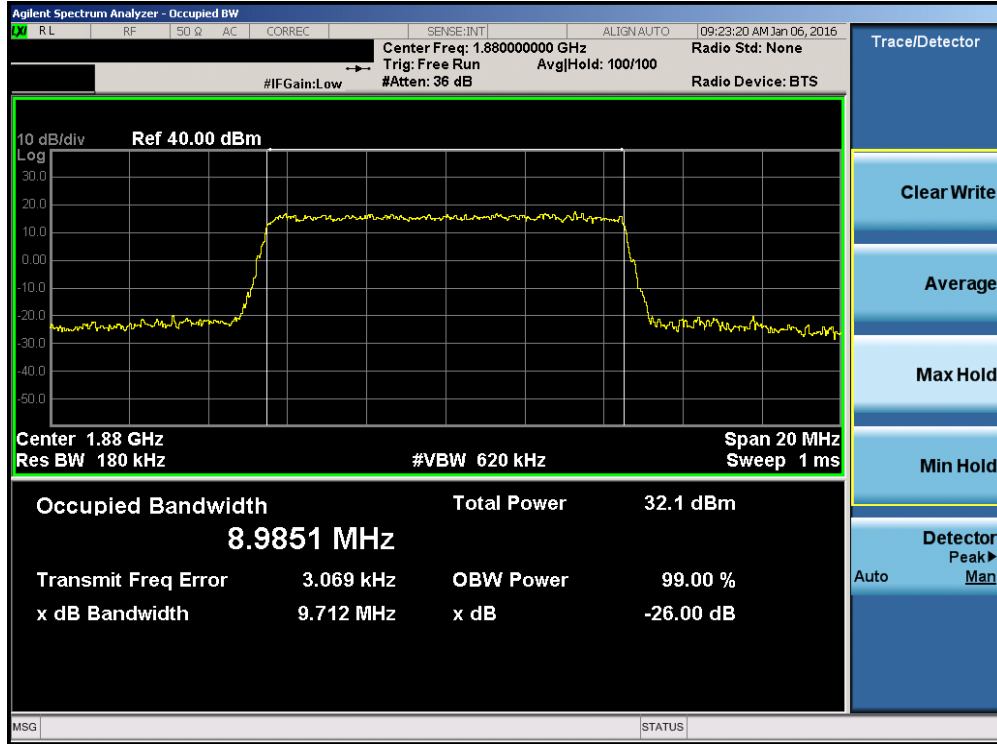 Agilent Spectrum Analyzer - Occupied BW
LXI RL RF 50 Ω AC CORREC SENSE:INT ALIGN AUTO 09:23:20 AM Jan 06, 2016
Center Freq: 1.880000000 GHz Radio Std: None
Trig: Free Run Avg|Hold: 100/100
#IFGain:Low #Atten: 36 dB Radio Device: BTS
10 dB/div Ref 40.00 dBm
Log
30.0
20.0
10.0
0.00
-10.0
-20.0
-30.0
-40.0
-50.0
Center 1.88 GHz Span 20 MHz
Res BW 180 kHz #VBW 620 kHz Sweep 1 ms
Occupied Bandwidth Total Power 32.1 dBm
8.9851 MHz
Transmit Freq Error 3.069 kHz OBW Power 99.00 %
x dB Bandwidth 9.712 MHz x dB -26.00 dB
MSG STATUS
Trace/Detector
Clear Write
Average
Max Hold
Min Hold
Detector
Peak▶
Auto Man